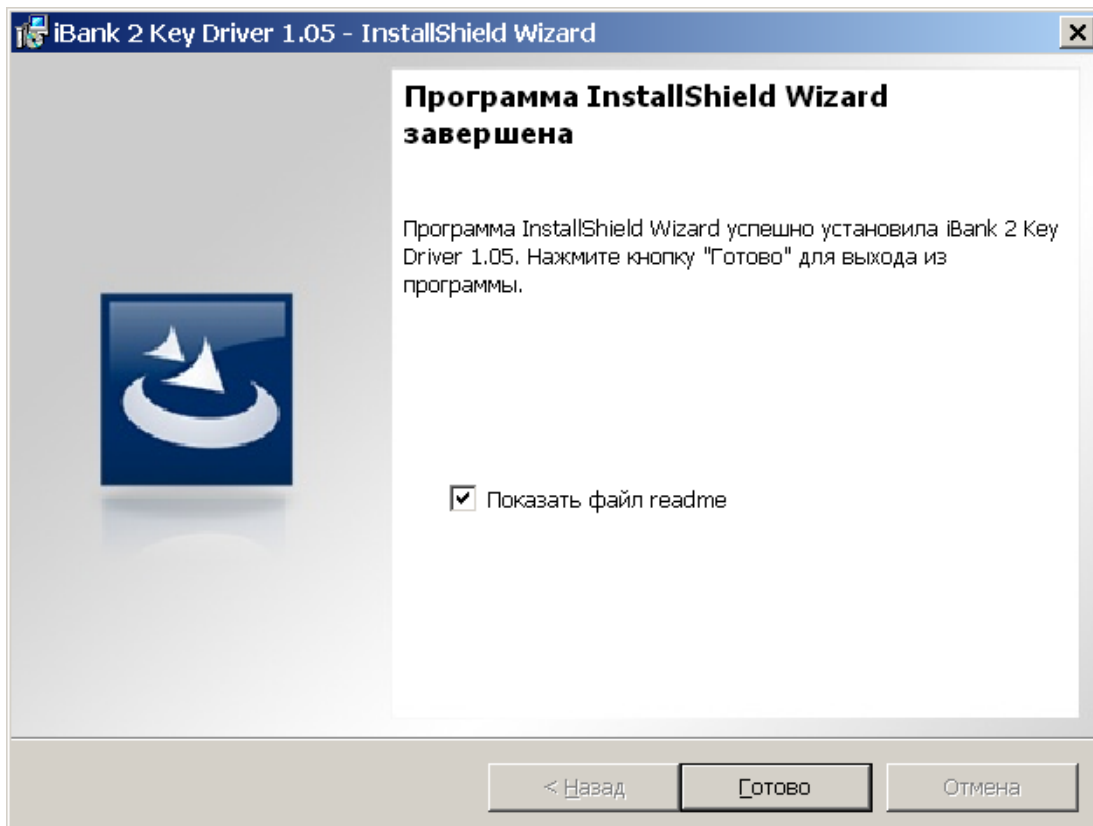 iBank 2 Key Driver 1.05 - InstallShield Wizard
Программа InstallShield Wizard
завершена
Программа InstallShield Wizard успешно установила iBank 2 Key
Driver 1.05. Нажмите кнопку "Готово" для выхода из
программы.
Показать файл readme
< Назад
Готово
Отмена